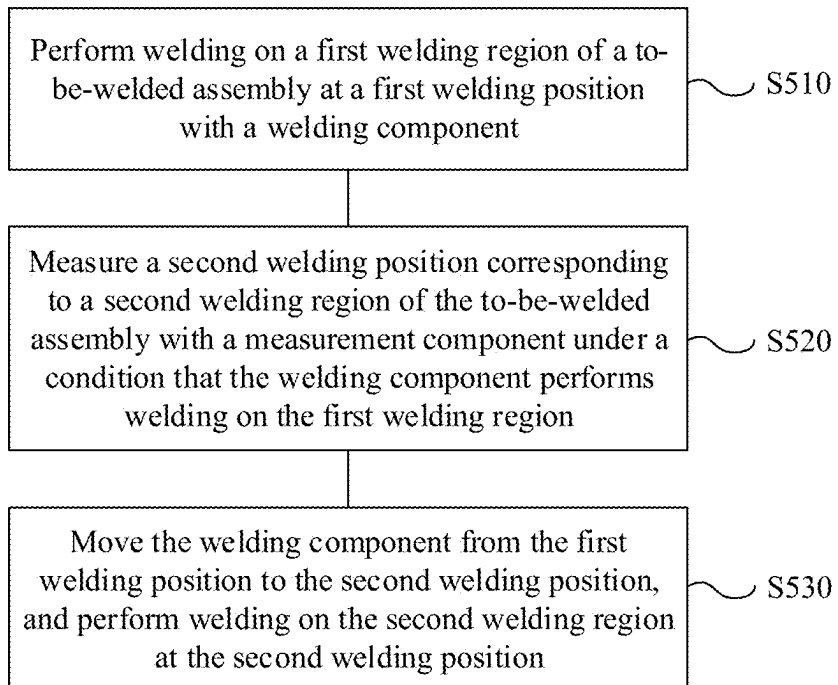 Perform welding on a first welding region of a to-
be-welded assembly at a first welding position
with a welding component
S510
Measure a second welding position corresponding
to a second welding region of the to-be-welded
assembly with a measurement component under a
condition that the welding component performs
welding on the first welding region
S520
Move the welding component from the first
welding position to the second welding position,
and perform welding on the second welding region
at the second welding position
S530